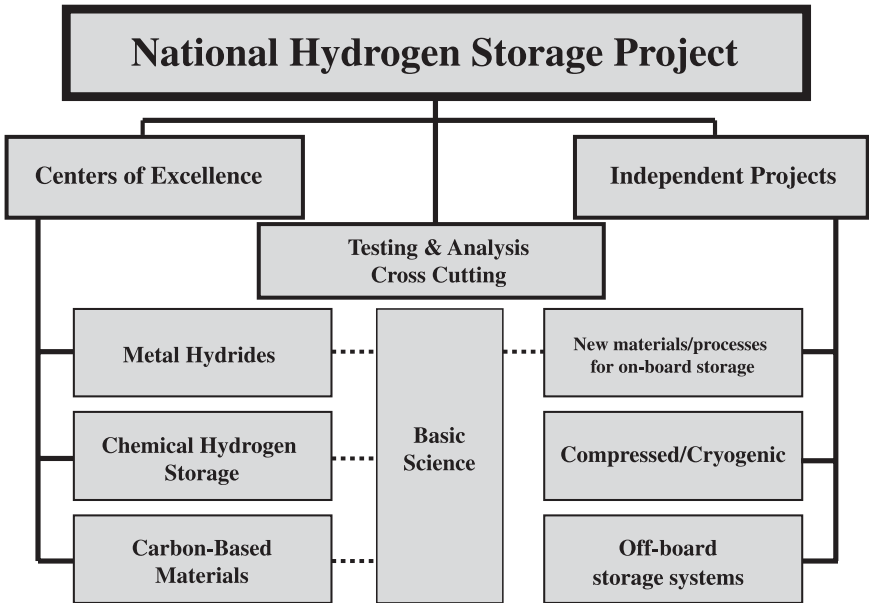 National Hydrogen Storage Project
Centers of Excellence
Independent Projects
Testing & Analysis
Cross Cutting
Metal Hydrides
New materials/processes
for on-board storage
Chemical Hydrogen
Storage
Basic
Science
Compressed/Cryogenic
Carbon-Based
Materials
Off-board
storage systems